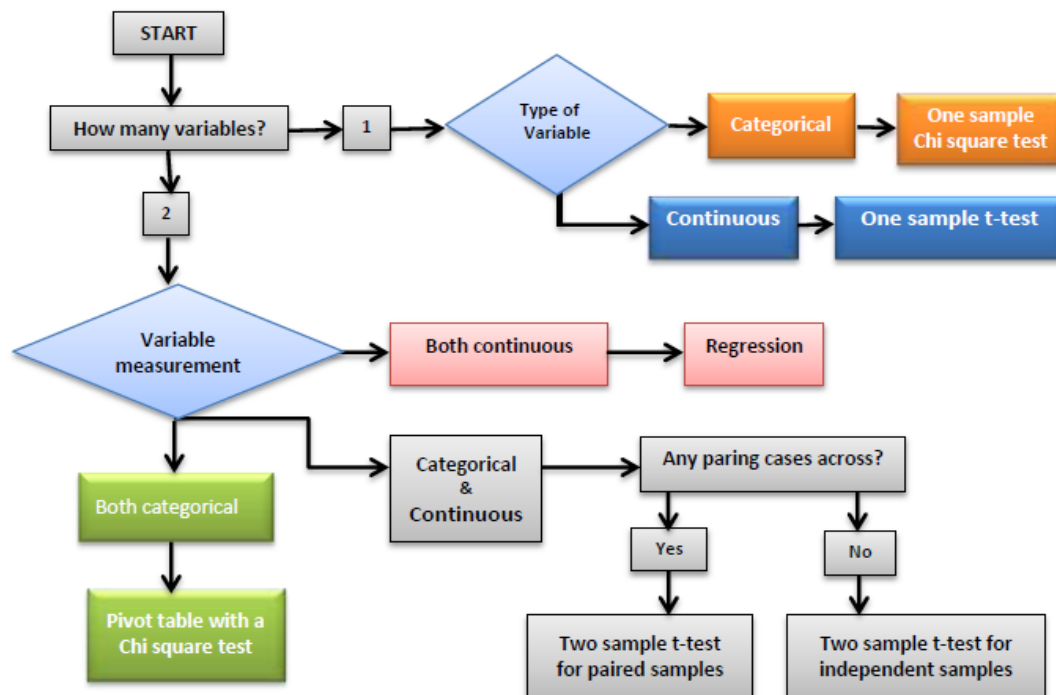 START
How many variables?
1
Type of
Variable
Categorical
One sample
Chi square test
Continuous
One sample t-test
2
Variable
measurement
Both continuous
Regression
Categorical
&
Continuous
Any paring cases across?
Both categorical
Yes
No
Pivot table with a
Chi square test
Two sample t-test
for paired samples
Two sample t-test for
independent samples